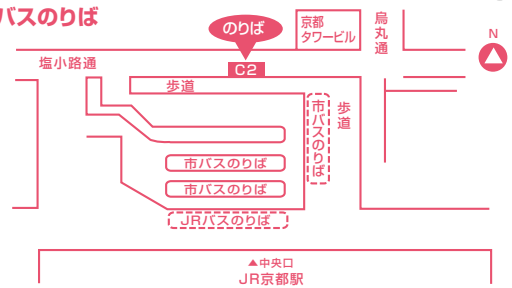 バスのりば
のりば
京都
タワービル
烏丸通
N
塩小路通
C2
歩道
市バスのりば
歩道
市バスのりば
市バスのりば
JRバスのりば
▲中央口
JR京都駅